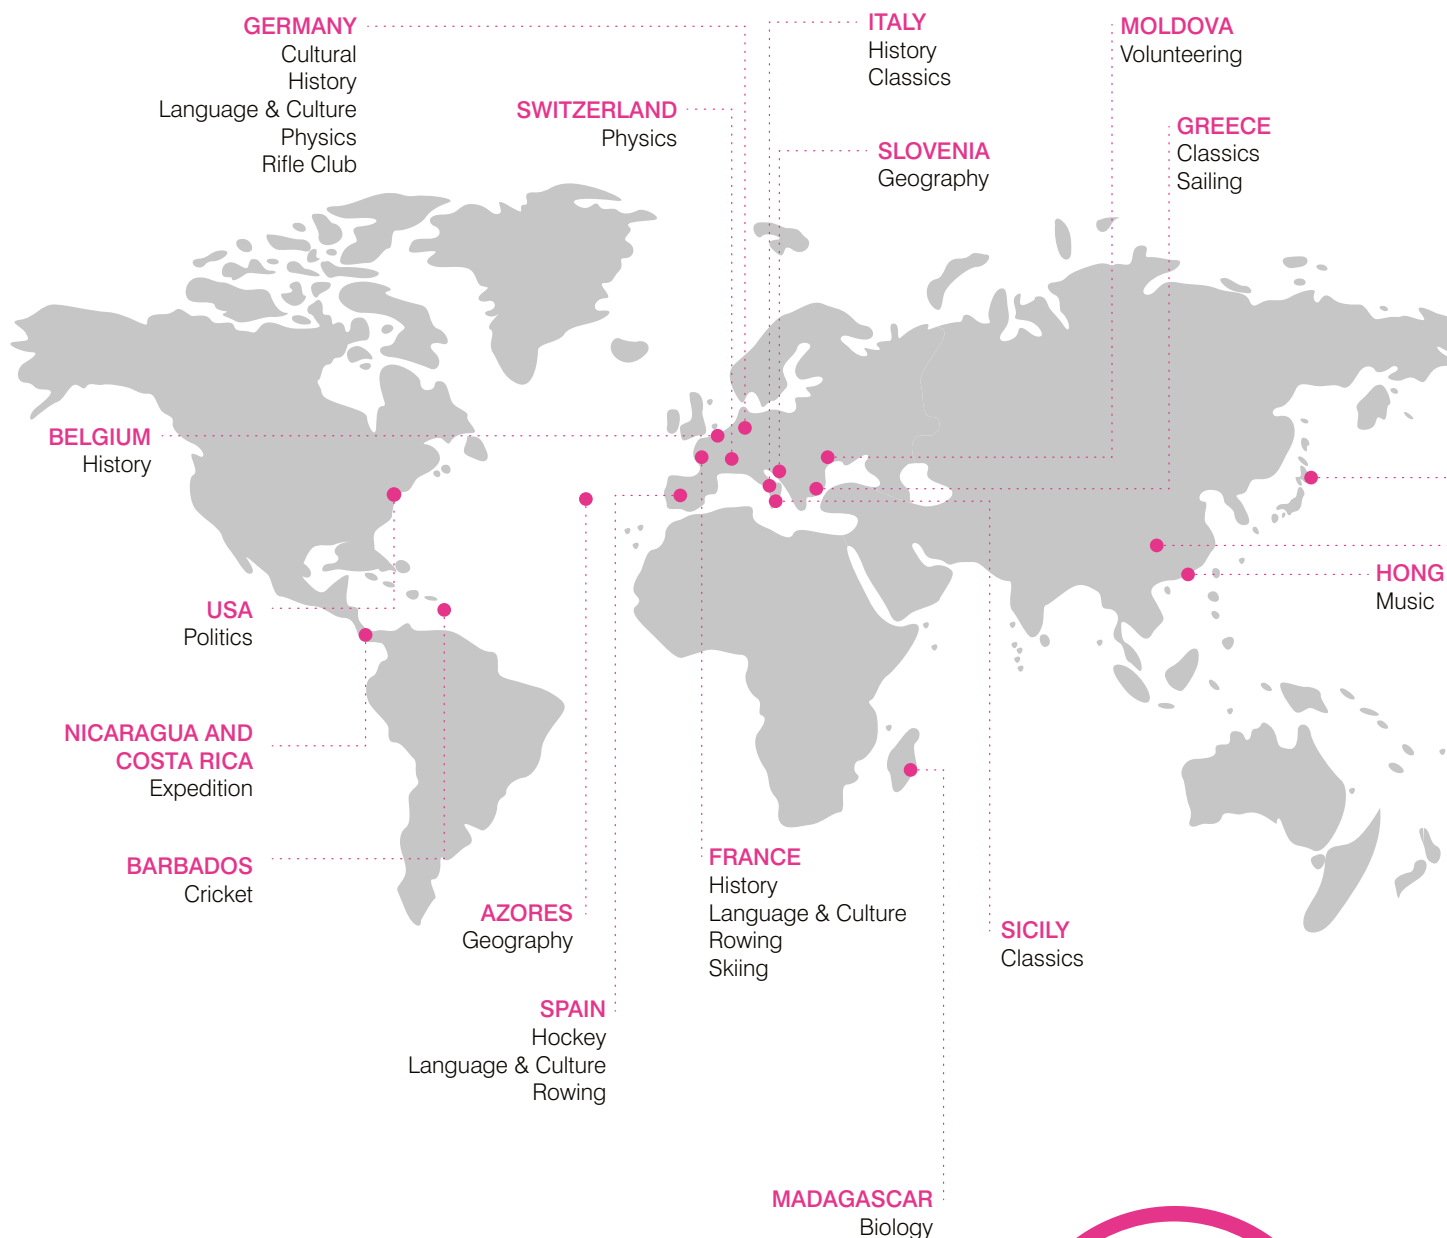 GERMANY
Cultural
History
Language & Culture
Physics
Rifle Club
SWITZERLAND
Physics
ITALY
History
Classics
SLOVENIA
Geography
MOLDOVA
Volunteering
GREECE
Classics
Sailing
BELGIUM
History
USA
Politics
NICARAGUA AND
COSTA RICA
Expedition
BARBADOS
Cricket
AZORES
Geography
SPAIN
Hockey
Language & Culture
Rowing
FRANCE
History
Language & Culture
Rowing
Skiing
SICILY
Classics
MADAGASCAR
Biology
HONG
Music